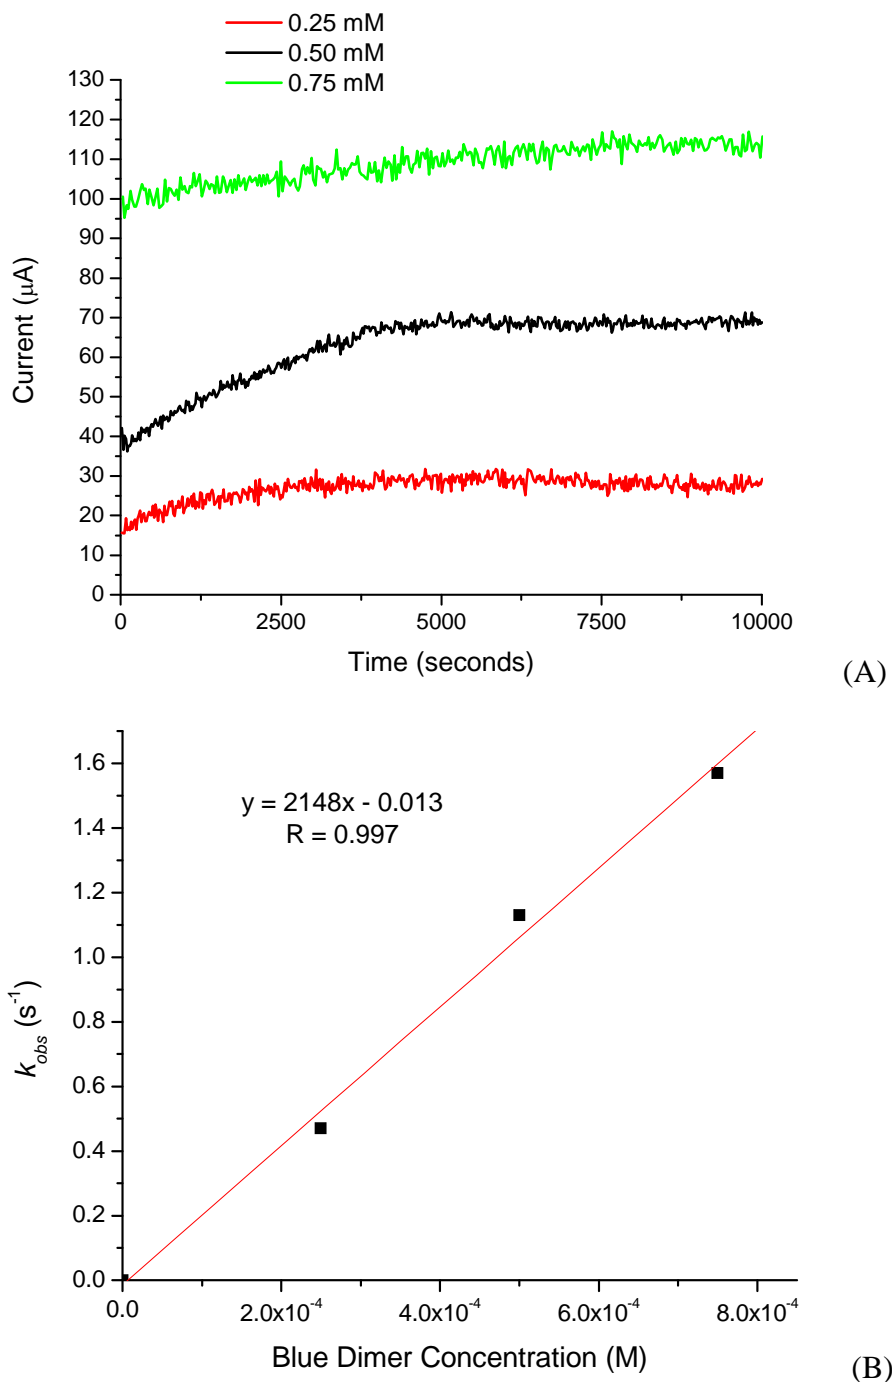 0.25 mM
0.50 mM
0.75 mM
130
120
110
100
90
80
70
60
50
40
30
20
10
0
Current (μA)
0 2500 5000 7500 10000
Time (seconds)
(A)
y = 2148x - 0.013
R = 0.997
1.6
1.4
1.2
1.0
0.8
0.6
0.4
0.2
0.0
k_obs (s⁻¹)
0.0 2.0x10⁻⁴ 4.0x10⁻⁴ 6.0x10⁻⁴ 8.0x10⁻⁴
Blue Dimer Concentration (M)
(B)